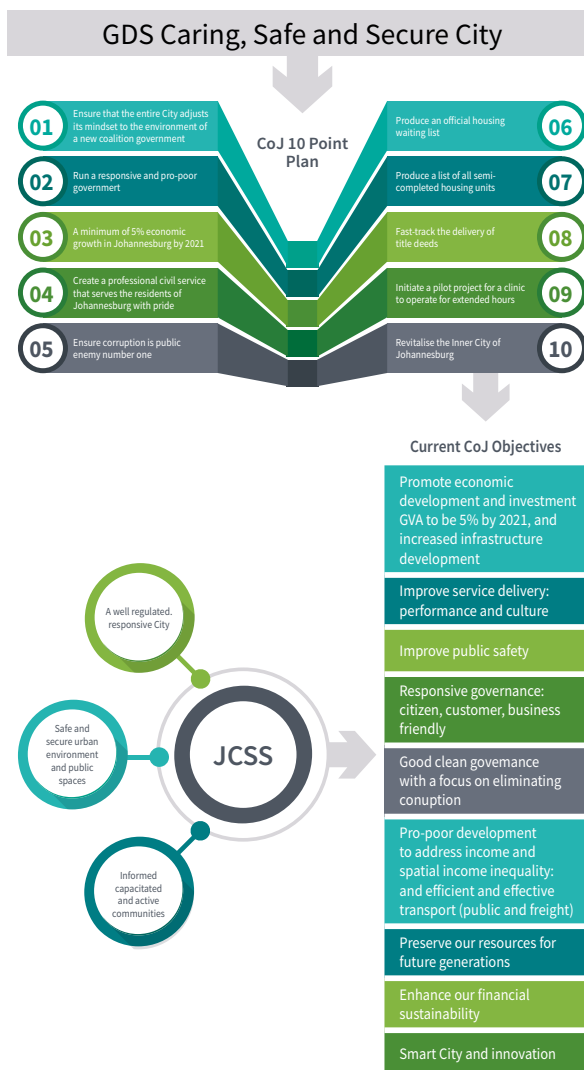 GDS Caring, Safe and Secure City
CoJ 10 Point
Plan
01
Ensure that the entire City adjusts
its mindset to the environment of
a new coalition government
02
Run a responsive and pro-poor
government
03
A minimum of 5% economic
growth in Johannesburg by 2021
04
Create a professional civil service
that serves the residents of
Johannesburg with pride
05
Ensure corruption is public
enemy number one
Produce an official housing
waiting list
06
Produce a list of all semi-
completed housing units
07
Fast-track the delivery of
title deeds
08
Initiate a pilot project for a clinic
to operate for extended hours
09
Revitalise the Inner City of
Johannesburg
10
A well regulated.
responsive City
Safe and
secure urban
environment
and public
spaces
Informed
capacitated
and active
communities
JCSS
Current CoJ Objectives
Promote economic
development and investment
GVA to be 5% by 2021, and
increased infrastructure
development
Improve service delivery:
performance and culture
Improve public safety
Responsive governance:
citizen, customer, business
friendly
Good clean govemance
with a focus on eliminating
conuption
Pro-poor development
to address income and
spatial income inequality:
and efficient and effective
transport (public and freight)
Preserve our resources for
future generations
Enhance our financial
sustainability
Smart City and innovation